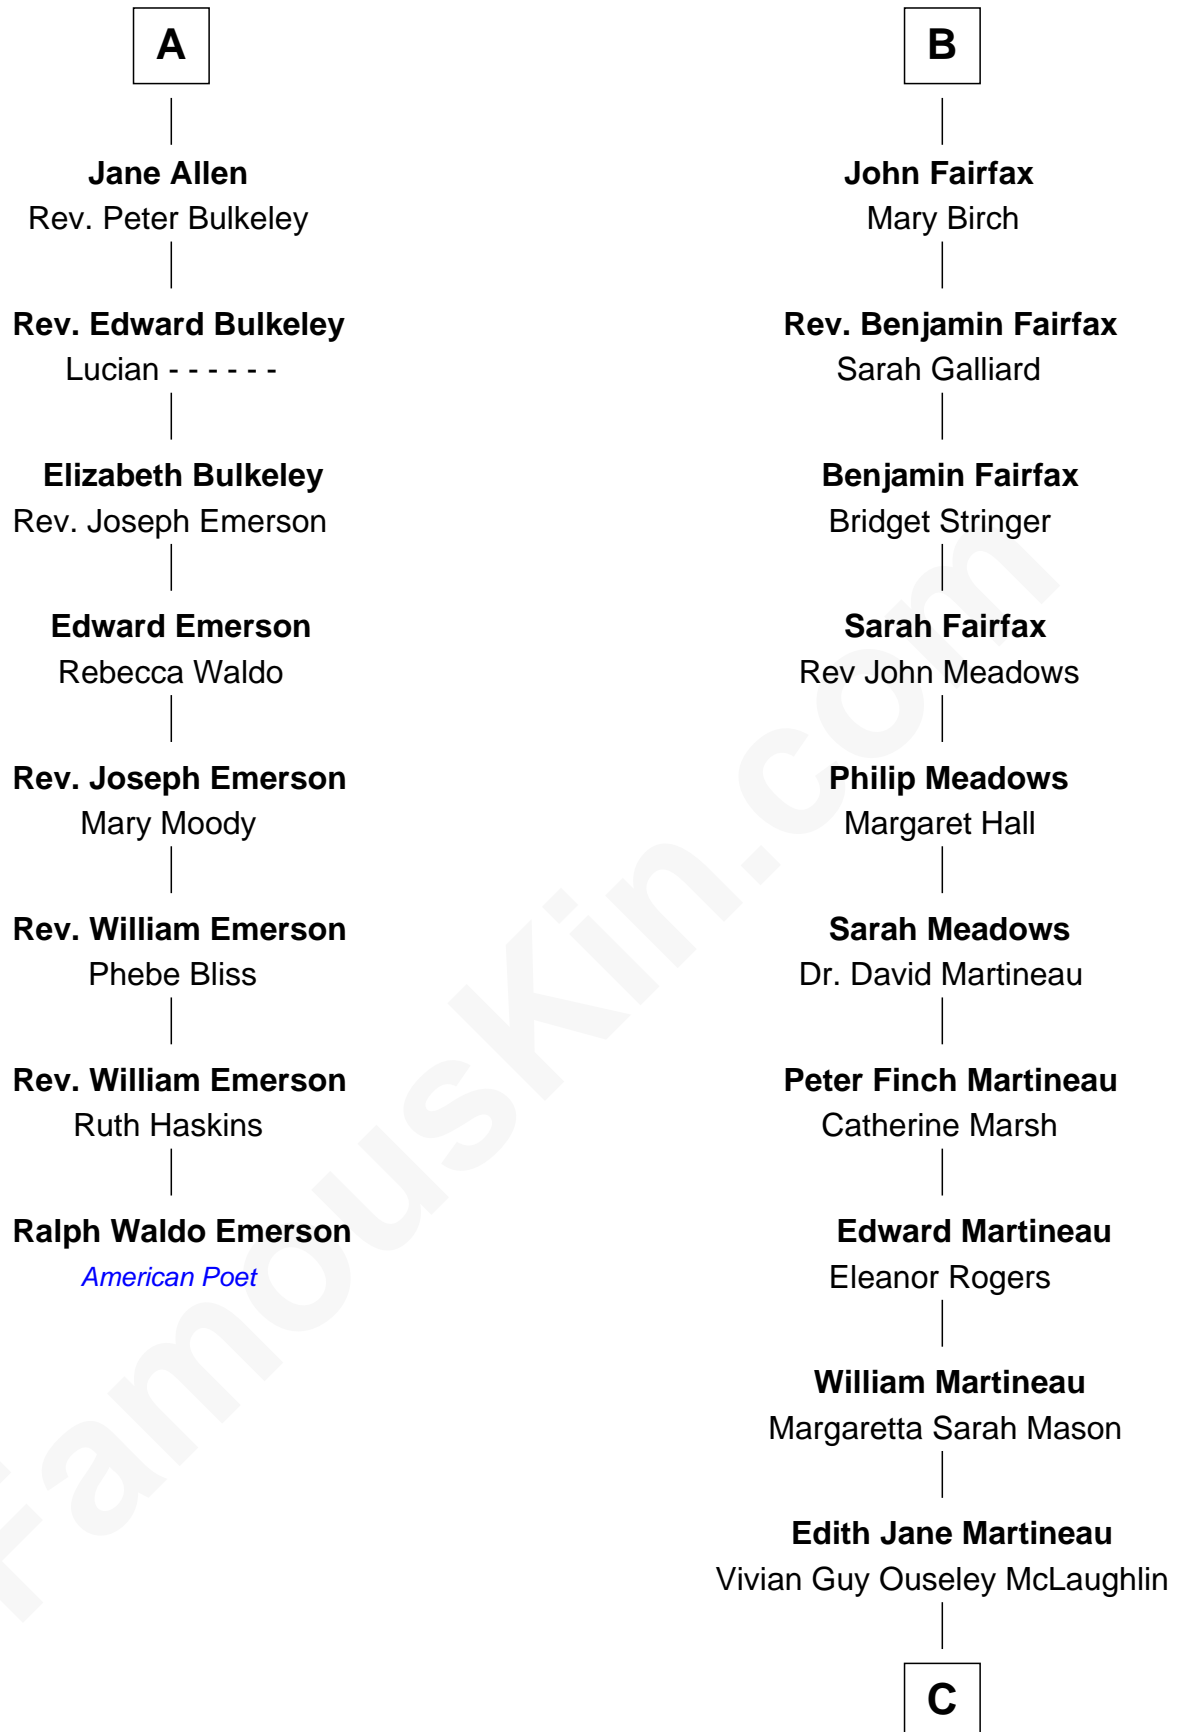 A
Jane Allen
Rev. Peter Bulkeley
Rev. Edward Bulkeley
Lucian - - - - - -
Elizabeth Bulkeley
Rev. Joseph Emerson
Edward Emerson
Rebecca Waldo
Rev. Joseph Emerson
Mary Moody
Rev. William Emerson
Phebe Bliss
Rev. William Emerson
Ruth Haskins
Ralph Waldo Emerson
American Poet
B
John Fairfax
Mary Birch
Rev. Benjamin Fairfax
Sarah Galliard
Benjamin Fairfax
Bridget Stringer
Sarah Fairfax
Rev John Meadows
Philip Meadows
Margaret Hall
Sarah Meadows
Dr. David Martineau
Peter Finch Martineau
Catherine Marsh
Edward Martineau
Eleanor Rogers
William Martineau
Margaretta Sarah Mason
Edith Jane Martineau
Vivian Guy Ouseley McLaughlin
C
FamousKin.com